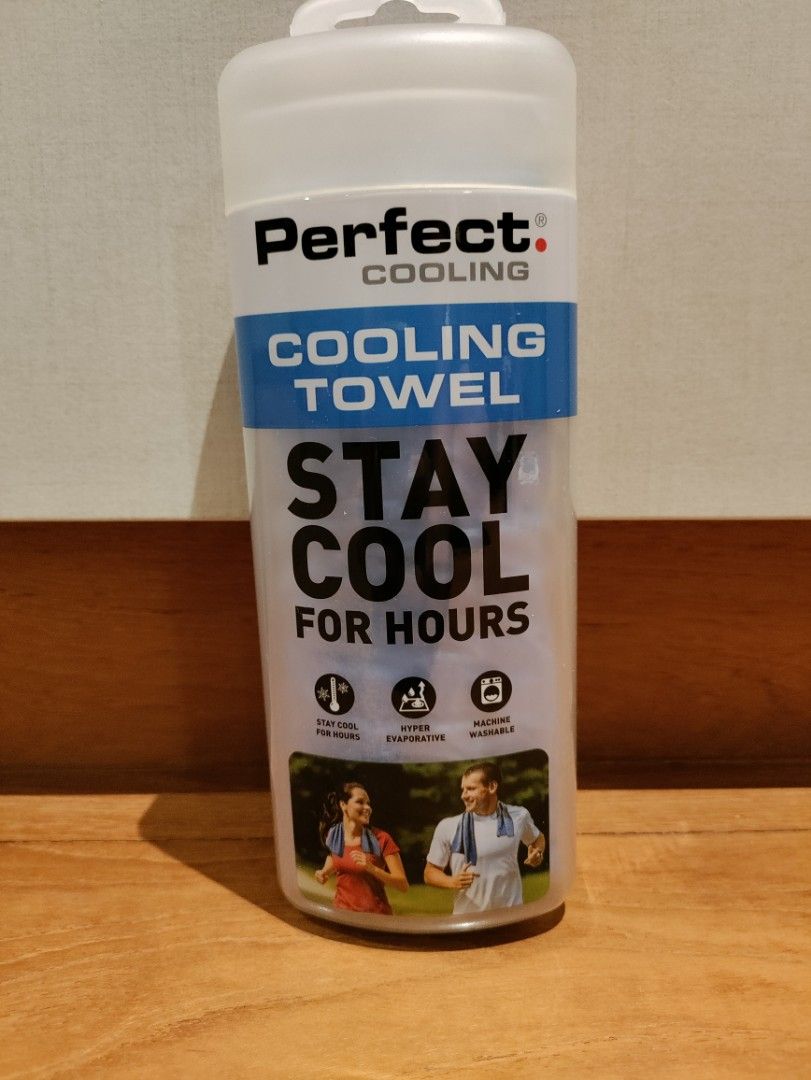 Perfect.®
COOLING
COOLING
TOWEL
STAY
COOL
FOR HOURS
STAY COOL
FOR HOURS
HYPER
EVAPORATIVE
MACHINE
WASHABLE